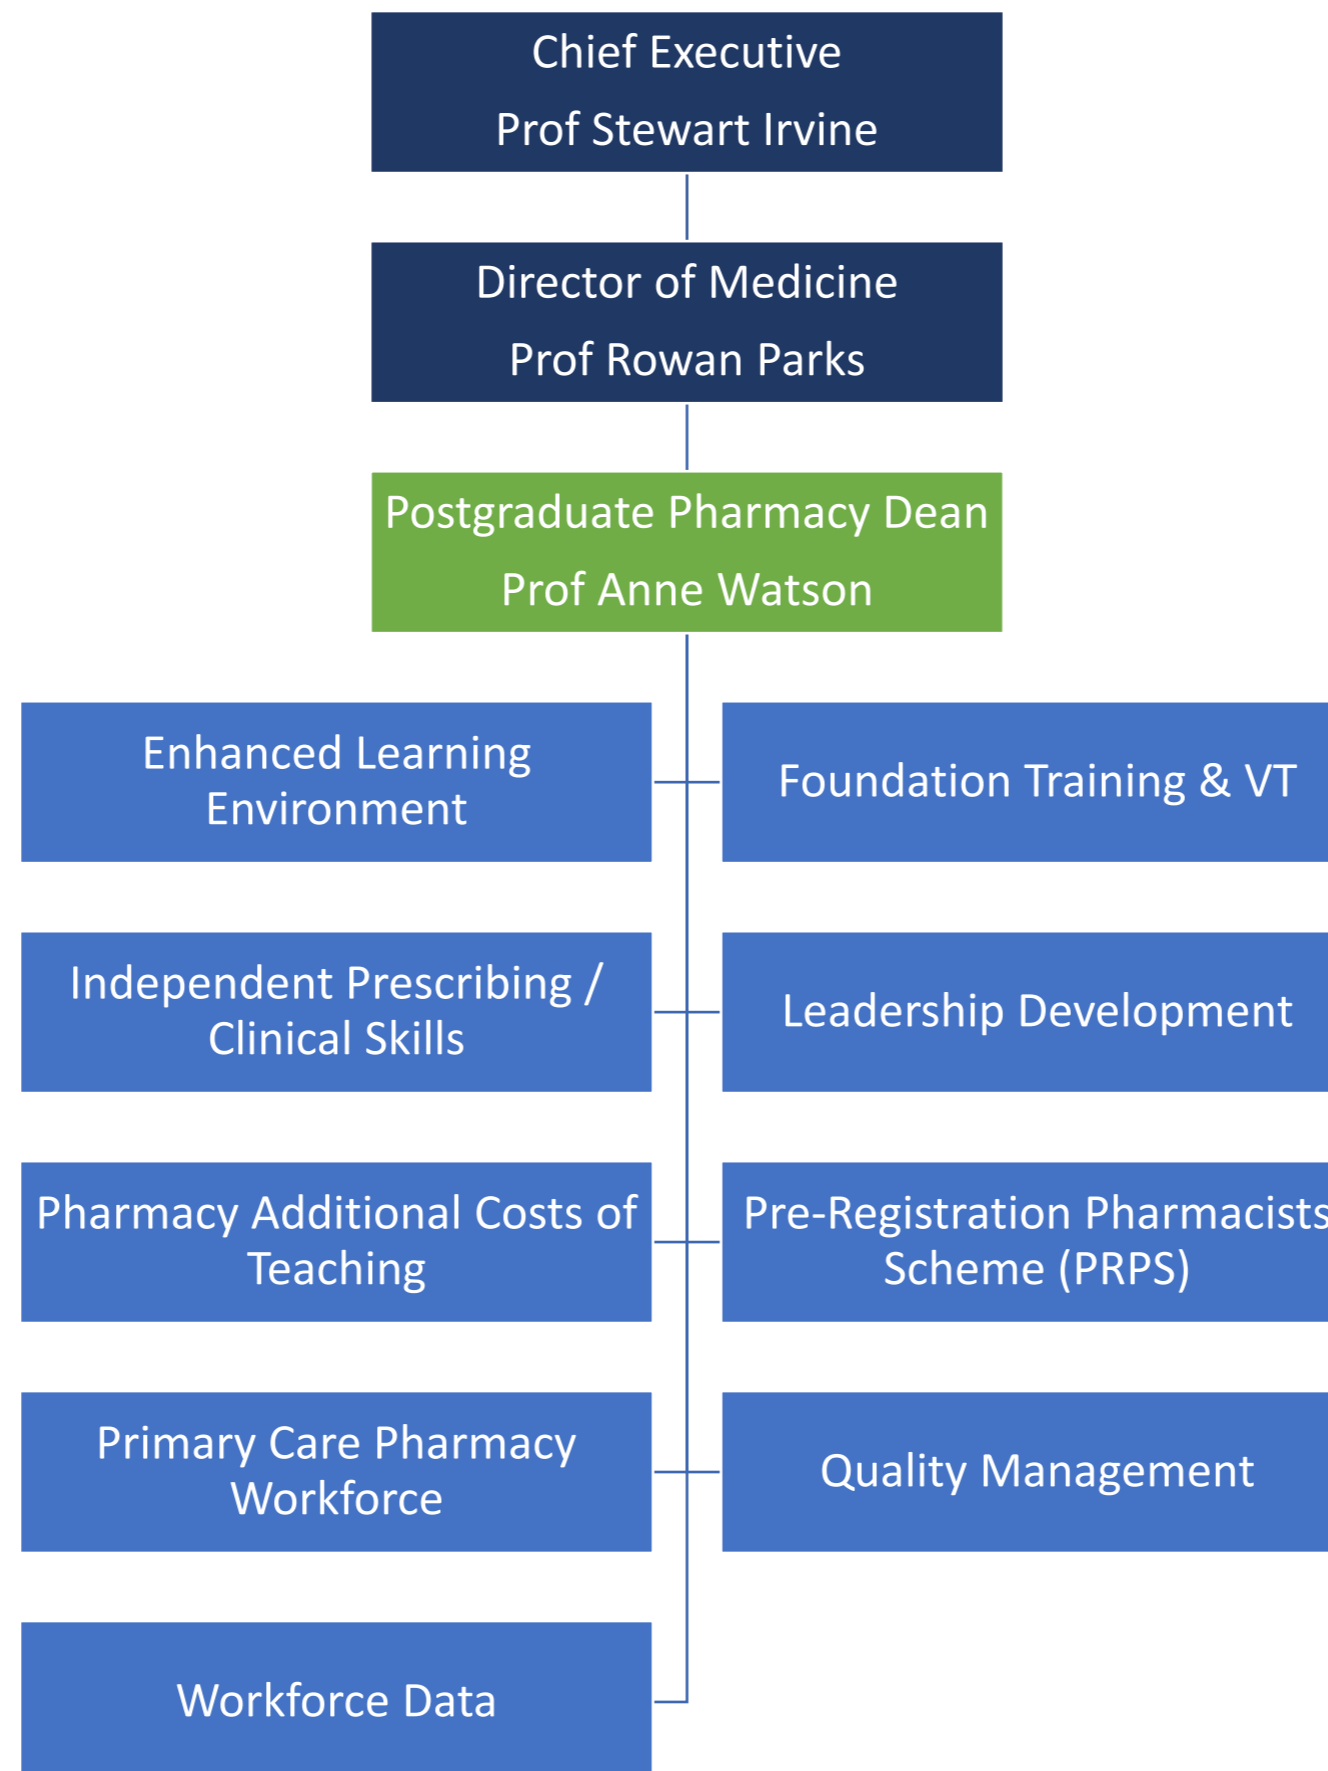 Chief Executive
Prof Stewart Irvine
Director of Medicine
Prof Rowan Parks
Postgraduate Pharmacy Dean
Prof Anne Watson
Enhanced Learning
Environment
Foundation Training & VT
Independent Prescribing /
Clinical Skills
Leadership Development
Pharmacy Additional Costs of
Teaching
Pre-Registration Pharmacists
Scheme (PRPS)
Primary Care Pharmacy
Workforce
Quality Management
Workforce Data